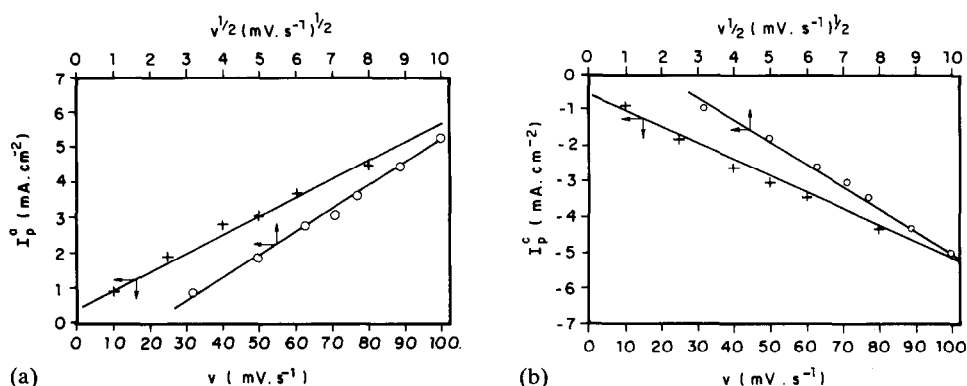 v^1/2 (mV. s⁻¹)^1/2
0 1 2 3 4 5 6 7 8 9 10
7
6
5
4
3
2
1
0
I_p^a (mA. cm⁻²)
0 10 20 30 40 50 60 70 80 90 100.
v ( mV. s⁻¹)
(a)
v^1/2 (mV. s⁻¹)^1/2
0 1 2 3 4 5 6 7 8 9 10
0
-1
-2
-3
-4
-5
-6
-7
I_p^c (mA. cm⁻²)
0 10 20 30 40 50 60 70 80 90 100
v ( mV. s⁻¹)
(b)